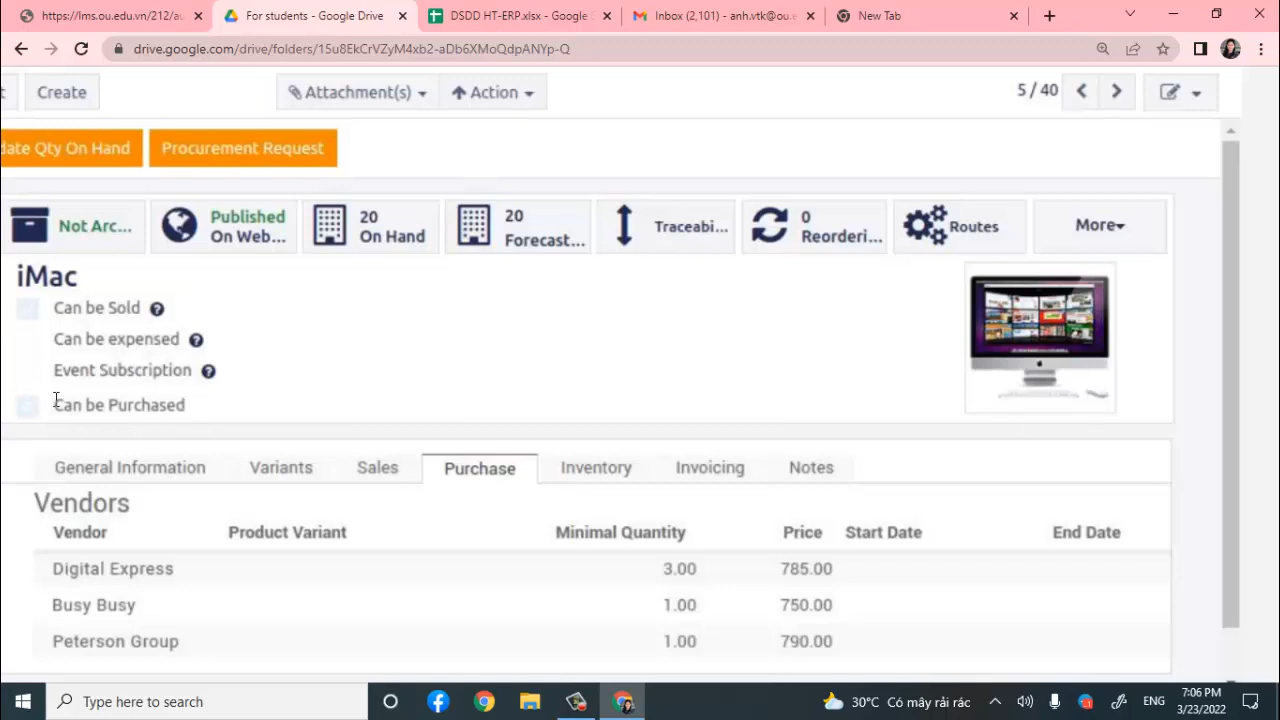 https://lms.ou.edu.vn/212/au
For students - Google Drive
DSDD HT-ERP.xlsx - Google
Inbox (2,101) - anh.vtk@ou.e
New Tab
drive.google.com/drive/folders/15u8EkCrVZyM4xb2-aDb6XMoQdpANYp-Q
t Create Attachment(s) Action 5 / 40
date Qty On Hand Procurement Request
Not Arc...
Published
On Web...
20
On Hand
20
Forecast...
Traceabi...
0
Reorderi...
Routes
More
iMac
Can be Sold
Can be expensed
Event Subscription
Can be Purchased
General Information Variants Sales Purchase Inventory Invoicing Notes
Vendors
Vendor Product Variant Minimal Quantity Price Start Date End Date
Digital Express 3.00 785.00
Busy Busy 1.00 750.00
Peterson Group 1.00 790.00
Type here to search
30°C Có mây rải rác
ENG
7:06 PM
3/23/2022